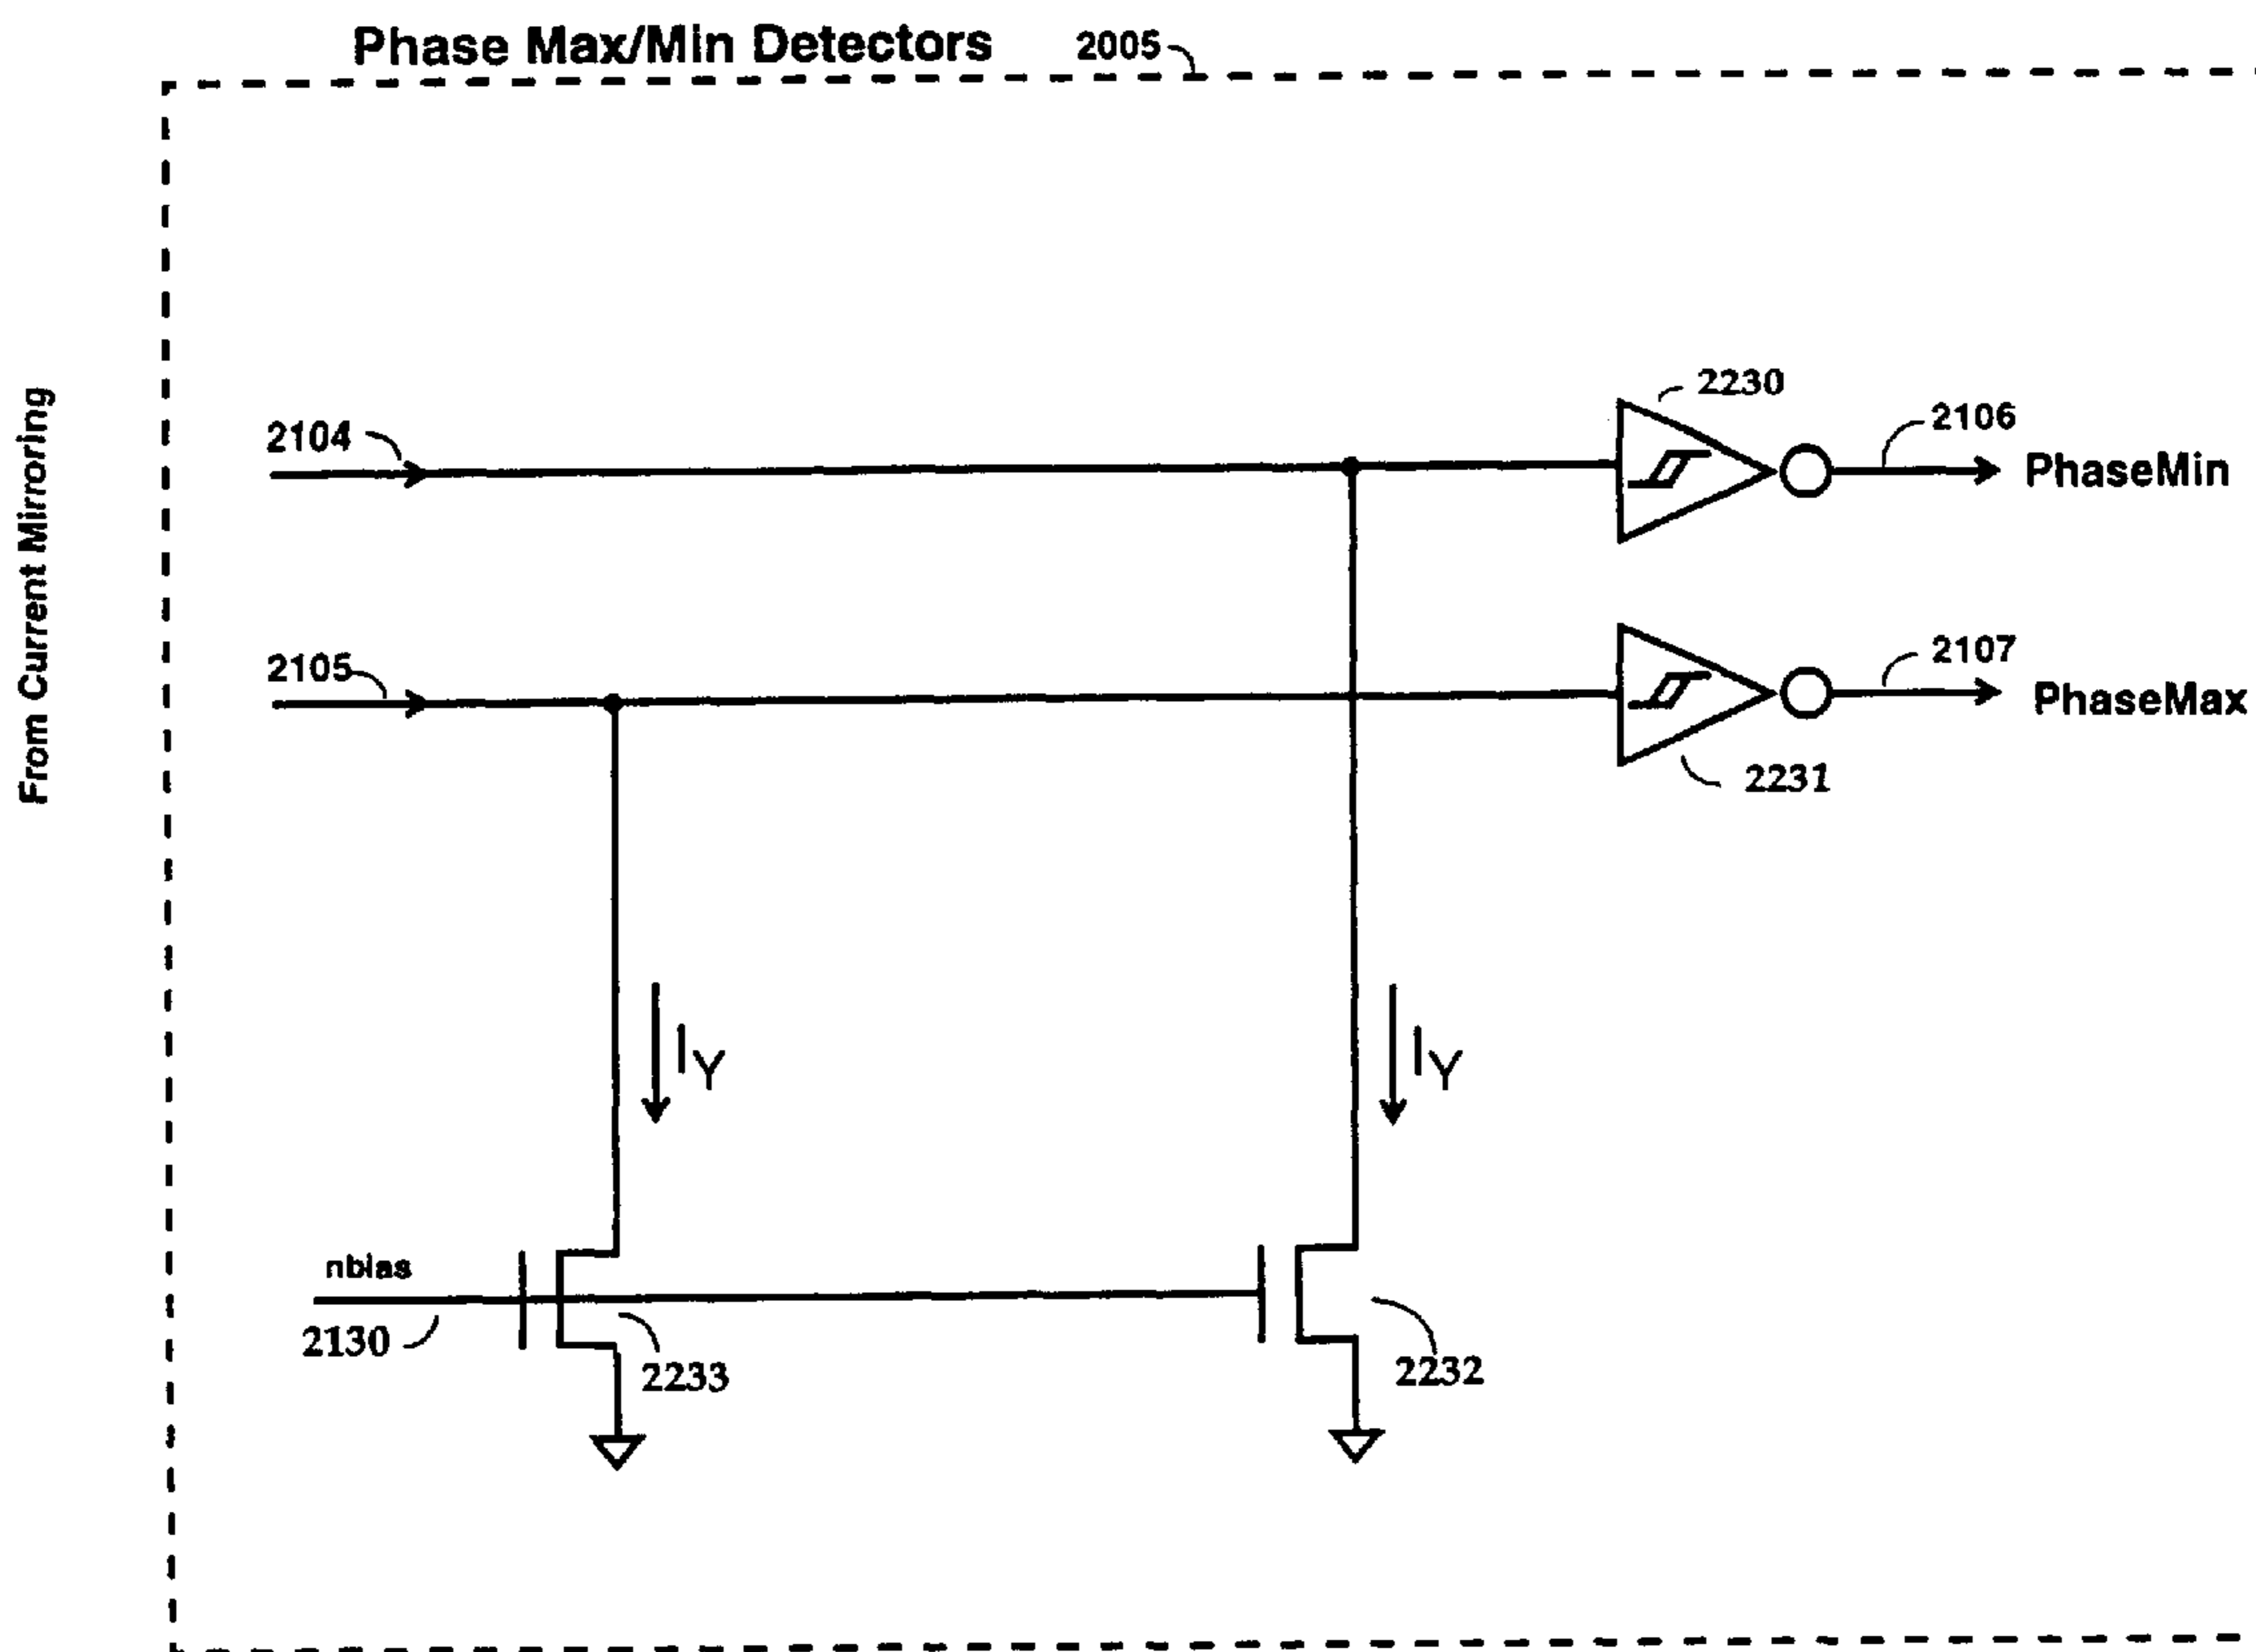 Phase Max/Min Detectors
2005
From Current Mirroring
2104
2230
2106
PhaseMin
2105
2107
PhaseMax
2231
IY
IY
nbias
2130
2233
2232